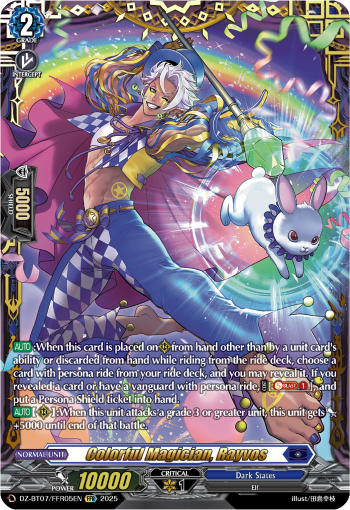 2
GRADE
INTERCEPT
5000
SHIELD
AUTO:When this card is placed on R from hand other than by a unit card's
ability or discarded from hand while riding from the ride deck, choose a
card with persona ride from your ride deck, and you may reveal it. If you
revealed a card or have a vanguard with persona ride, COST [S-BLAST 1], and
put a Persona Shield ticket into hand.
AUTO [R]:When this unit attacks a grade 3 or greater unit, this unit gets
+5000 until end of that battle.
NORMAL UNIT
Colorful Magician, Rayvos
POWER 10000 CRITICAL 1 Dark States
Elf
DZ-BT07/FFR05EN FFR 2025 illust/田島幸枝